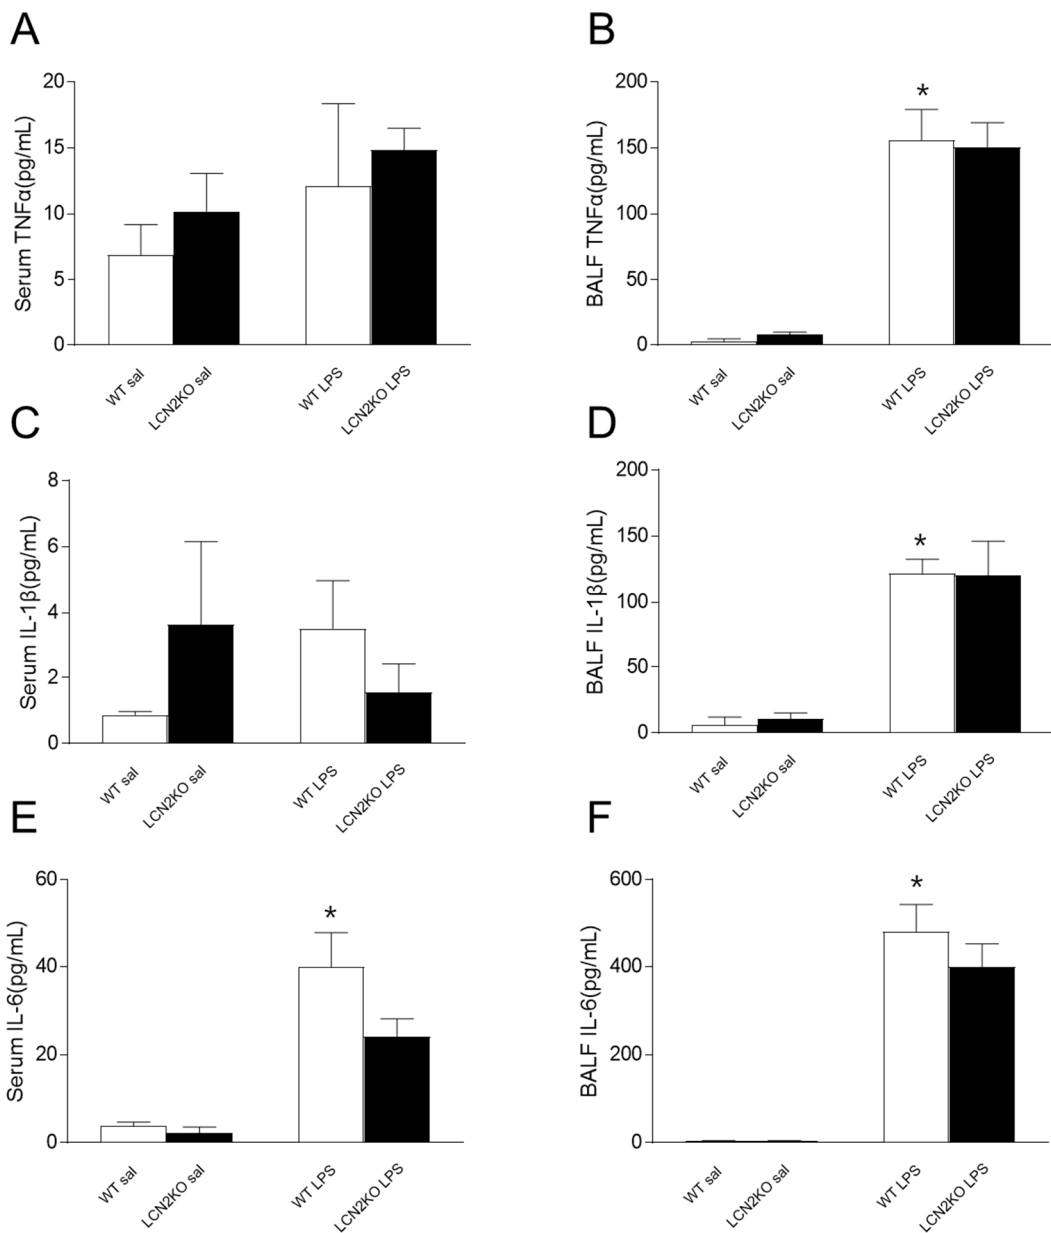 A
Serum TNFα(pg/mL)
20
15
10
5
0
WT sal
LCN2KO sal
WT LPS
LCN2KO LPS
B
BALF TNFα(pg/mL)
200
150
100
50
0
*
WT sal
LCN2KO sal
WT LPS
LCN2KO LPS
C
Serum IL-1β(pg/mL)
8
6
4
2
0
WT sal
LCN2KO sal
WT LPS
LCN2KO LPS
D
BALF IL-1β(pg/mL)
200
150
100
50
0
*
WT sal
LCN2KO sal
WT LPS
LCN2KO LPS
E
Serum IL-6(pg/mL)
60
40
20
0
*
WT sal
LCN2KO sal
WT LPS
LCN2KO LPS
F
BALF IL-6(pg/mL)
600
400
200
0
*
WT sal
LCN2KO sal
WT LPS
LCN2KO LPS